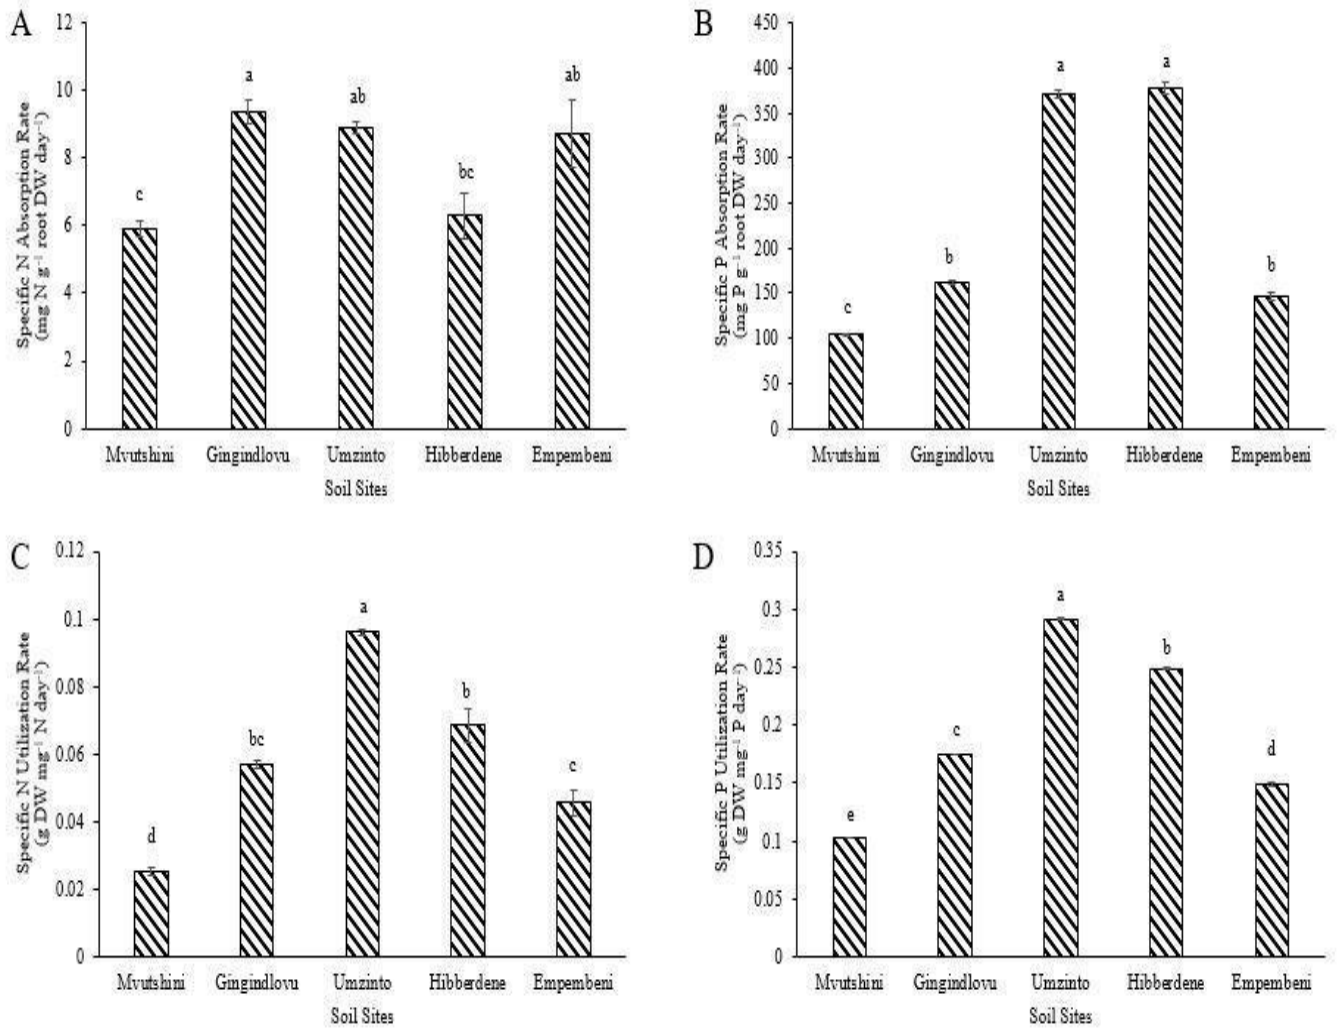 A
Specific N Absorption Rate
(mg N g⁻¹ root DW day⁻¹)
12
10
8
6
4
2
0
c
a
ab
bc
ab
Mvutshini Gingindlovu Umzinto Hibberdene Empembeni
Soil Sites
B
Specific P Absorption Rate
(mg P g⁻¹ root DW day⁻¹)
450
400
350
300
250
200
150
100
50
0
c
b
a
a
b
Mvutshini Gingindlovu Umzinto Hibberdene Empembeni
Soil Sites
C
Specific N Utilization Rate
(g DW mg⁻¹ N day⁻¹)
0.12
0.1
0.08
0.06
0.04
0.02
0
d
bc
a
b
c
Mvutshini Gingindlovu Umzinto Hibberdene Empembeni
Soil Sites
D
Specific P Utilization Rate
(g DW mg⁻¹ P day⁻¹)
0.35
0.3
0.25
0.2
0.15
0.1
0.05
0
e
c
a
b
d
Mvutshini Gingindlovu Umzinto Hibberdene Empembeni
Soil Sites